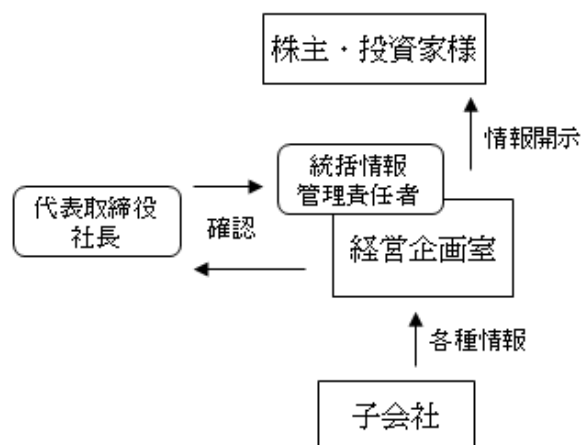 株主・投資家様
情報開示
統括情報
管理責任者
代表取締役
社長
確認
経営企画室
各種情報
子会社